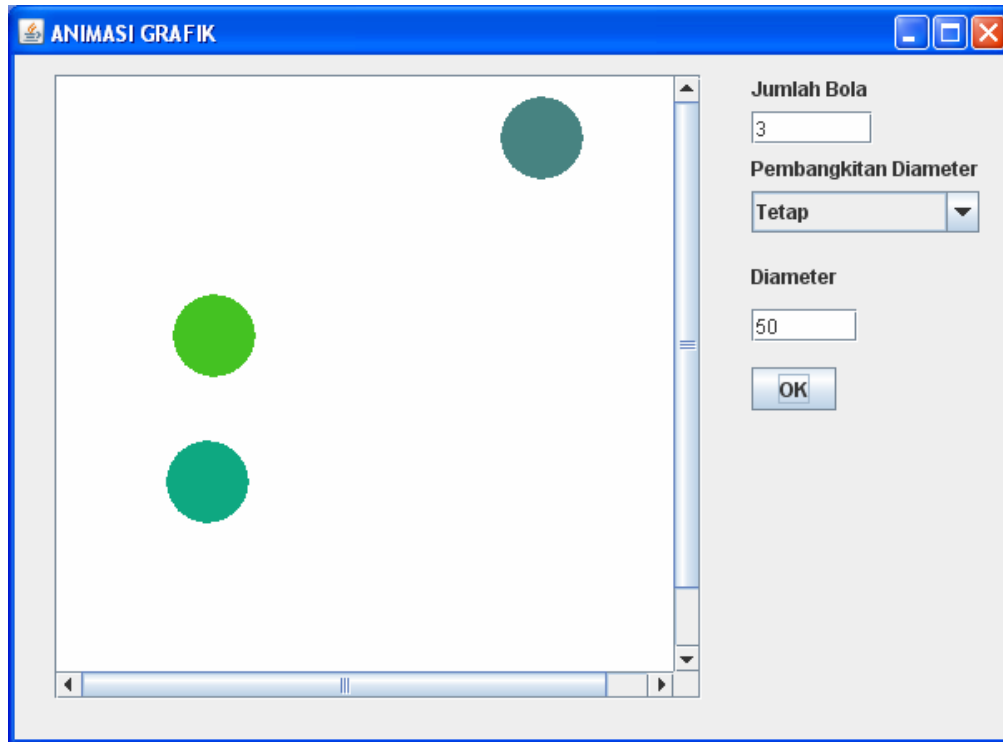 ANIMASI GRAFIK
Jumlah Bola
3
Pembangkitan Diameter
Tetap
Diameter
50
OK